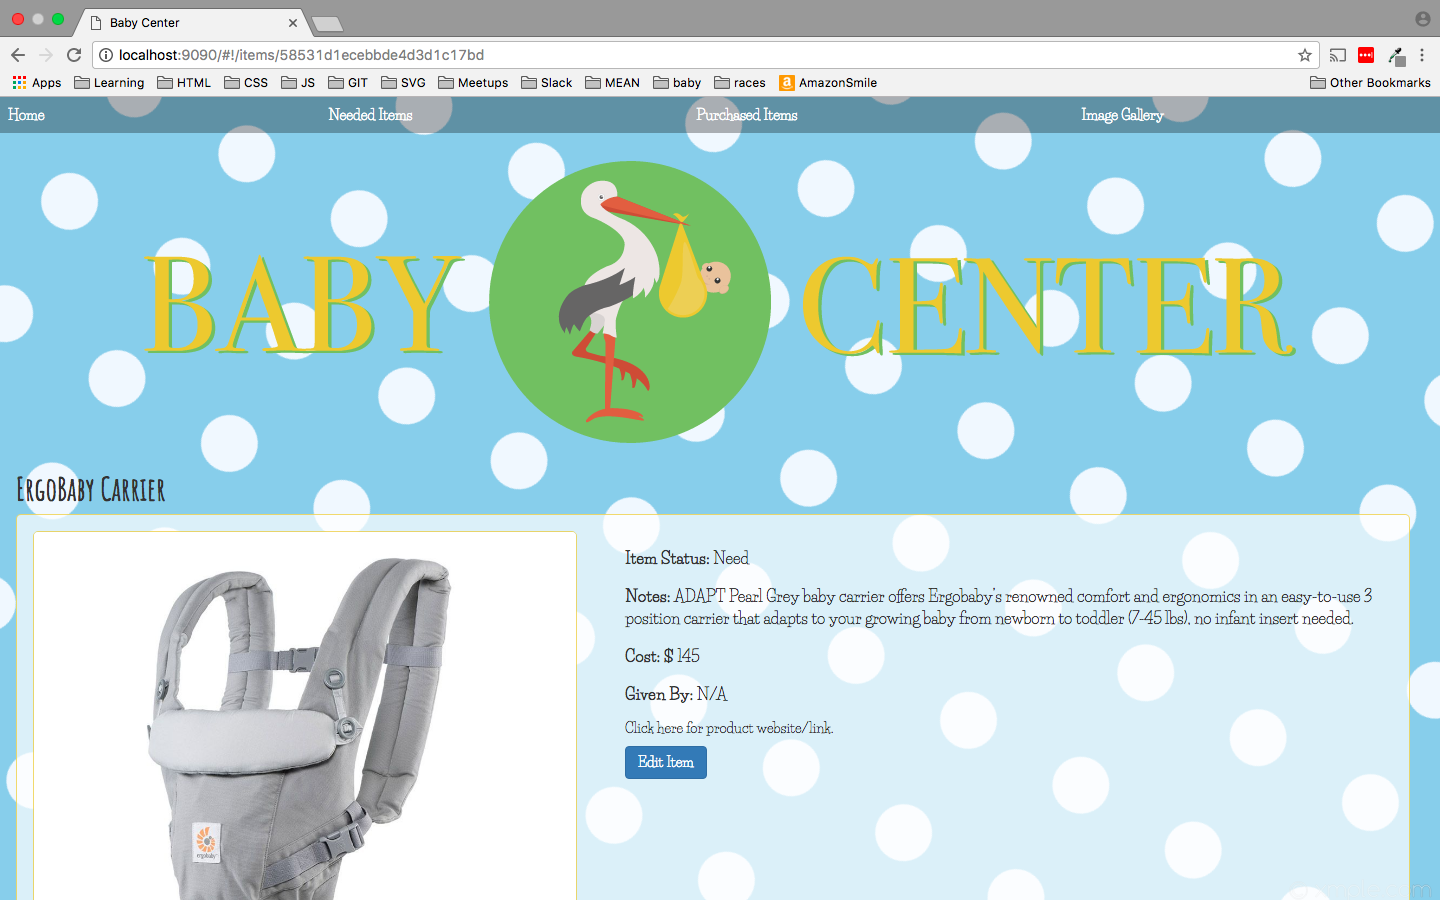 Baby Center
localhost:9090/#!/items/58531d1ecebbde4d3d1c17bd
Apps Learning HTML CSS JS GIT SVG Meetups Slack MEAN baby races AmazonSmile Other Bookmarks
Home Needed Items Purchased Items Image Gallery
BABY CENTER
ErgoBaby Carrier
Item Status: Need
Notes: ADAPT Pearl Grey baby carrier offers Ergobaby's renowned comfort and ergonomics in an easy-to-use 3
position carrier that adapts to your growing baby from newborn to toddler (7-45 lbs), no infant insert needed.
Cost: $ 145
Given By: N/A
Click here for product website/link.
Edit Item
ergobaby